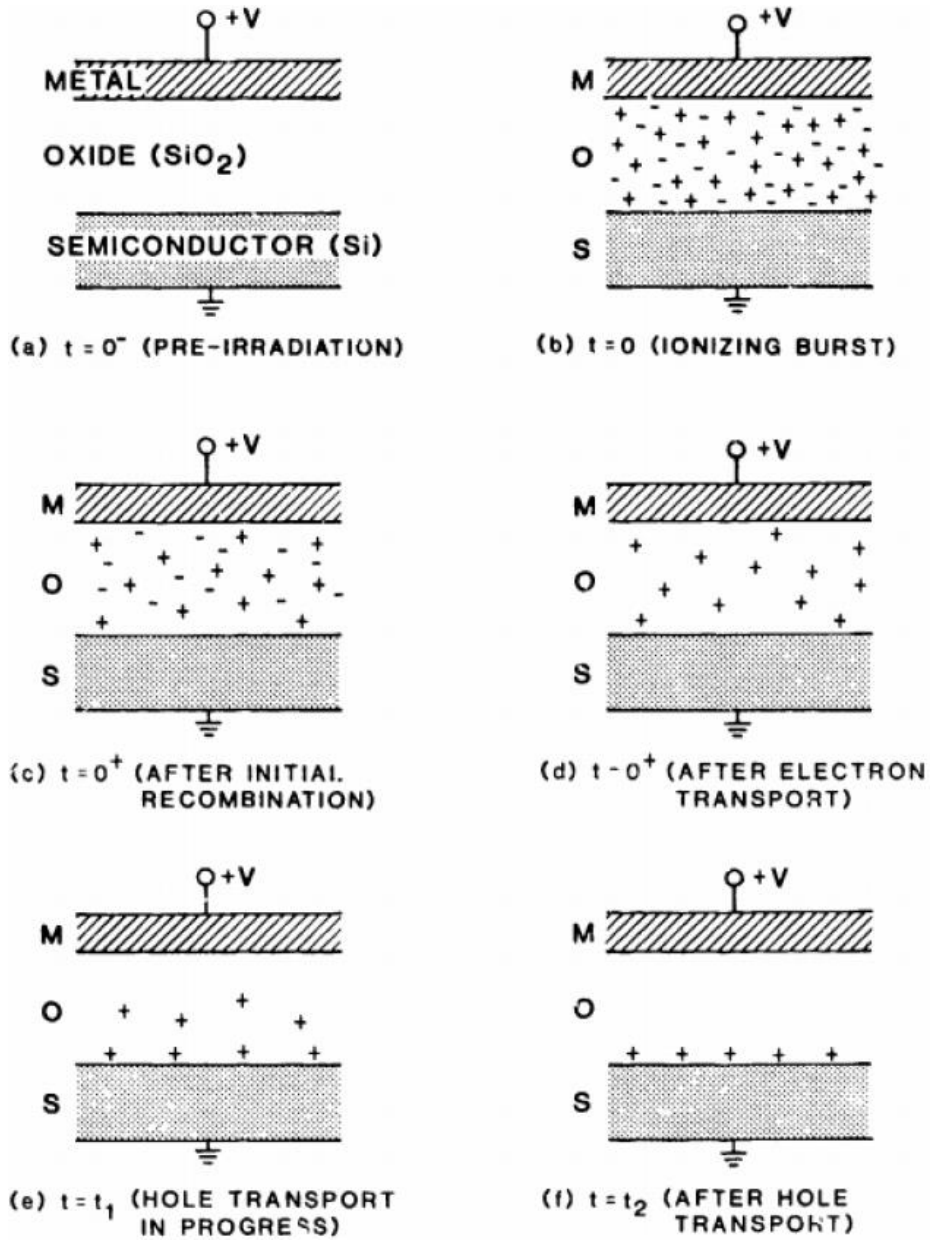 +V
METAL
OXIDE (SiO₂)
SEMICONDUCTOR (Si)
(a) t = 0⁻ (PRE-IRRADIATION)
+V
M
O
S
(b) t = 0 (IONIZING BURST)
+V
M
O
S
(c) t = 0⁺ (AFTER INITIAL
RECOMBINATION)
+V
M
O
S
(d) t - 0⁺ (AFTER ELECTRON
TRANSPORT)
+V
M
O
S
(e) t = t₁ (HOLE TRANSPORT
IN PROGRESS)
+V
M
O
S
(f) t = t₂ (AFTER HOLE
TRANSPORT)